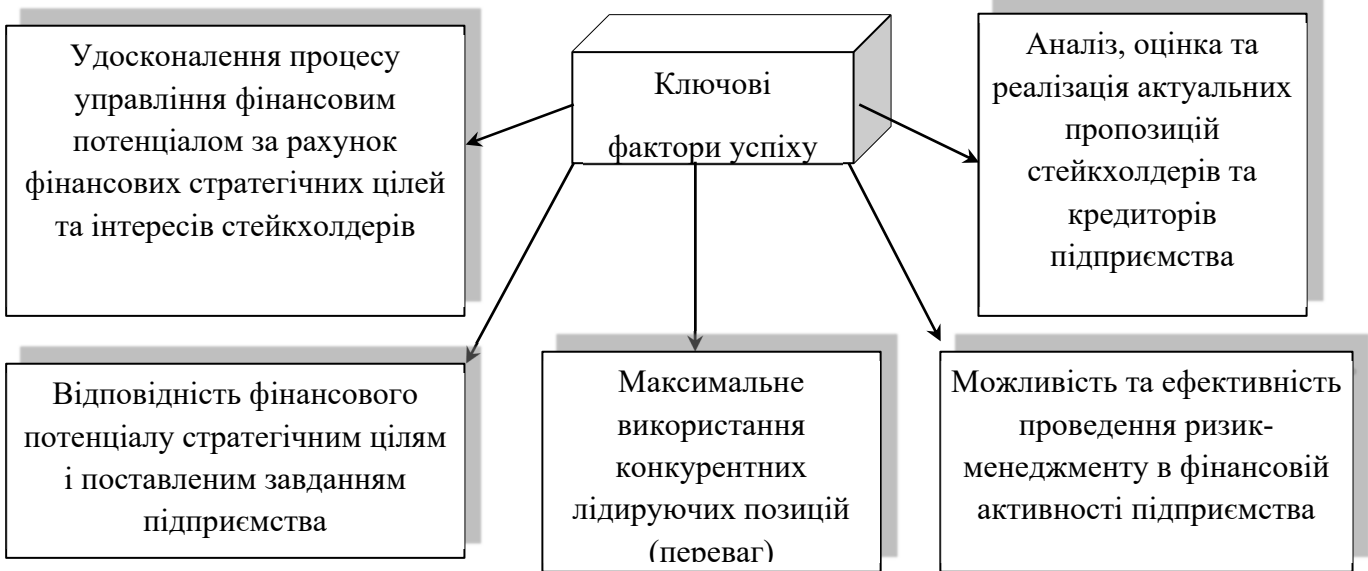 Удосконалення процесу
управління фінансовим
потенціалом за рахунок
фінансових стратегічних цілей
та інтересів стейкхолдерів
Ключові
фактори успіху
Аналіз, оцінка та
реалізація актуальних
пропозицій
стейкхолдерів та
кредиторів
підприємства
Відповідність фінансового
потенціалу стратегічним цілям
і поставленим завданням
підприємства
Максимальне
використання
конкурентних
лідируючих позицій
(переваг)
Можливість та ефективність
проведення ризик-
менеджменту в фінансовій
активності підприємства